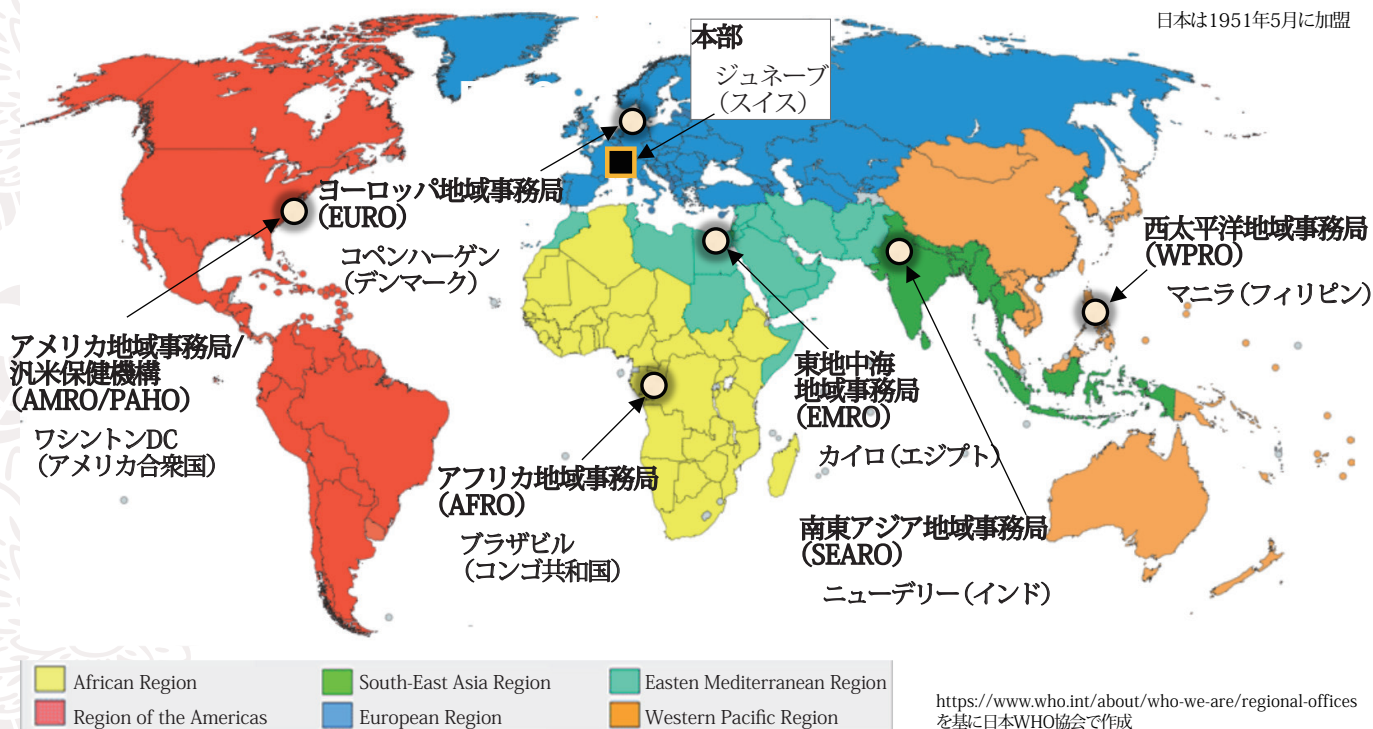 日本は1951年5月に加盟
本部
ジュネーブ
（スイス）
ヨーロッパ地域事務局
（EURO）
コペンハーゲン
（デンマーク）
西太平洋地域事務局
（WPRO）
マニラ（フィリピン）
アメリカ地域事務局/
汎米保健機構
（AMRO/PAHO）
ワシントンDC
（アメリカ合衆国）
東地中海
地域事務局
（EMRO）
カイロ（エジプト）
アフリカ地域事務局
（AFRO）
ブラザビル
（コンゴ共和国）
南東アジア地域事務局
（SEARO）
ニューデリー（インド）
African Region
South-East Asia Region
Easten Mediterranean Region
Region of the Americas
European Region
Western Pacific Region
https://www.who.int/about/who-we-are/regional-offices
を基に日本WHO協会で作成